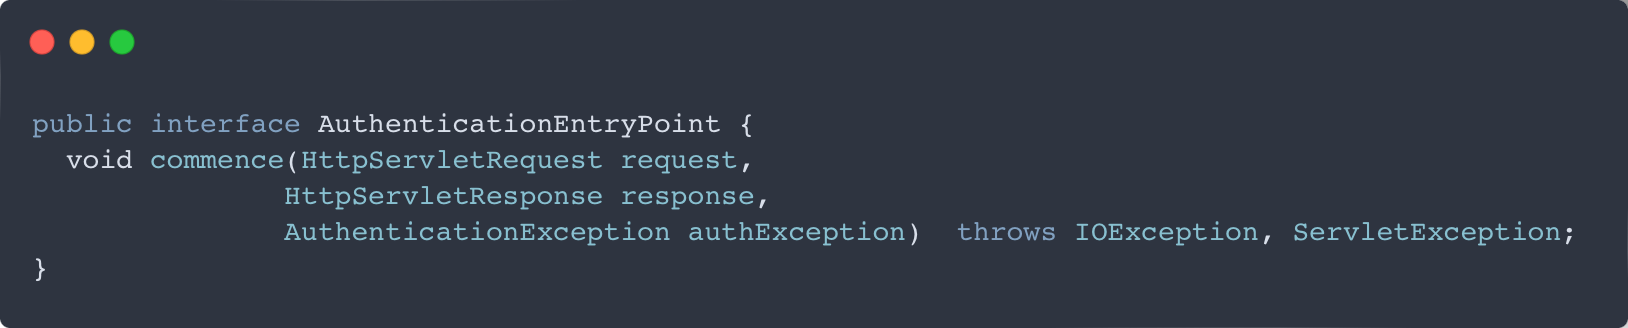 public interface AuthenticationEntryPoint {
  void commence(HttpServletRequest request,
               HttpServletResponse response,
               AuthenticationException authException)  throws IOException, ServletException;
}